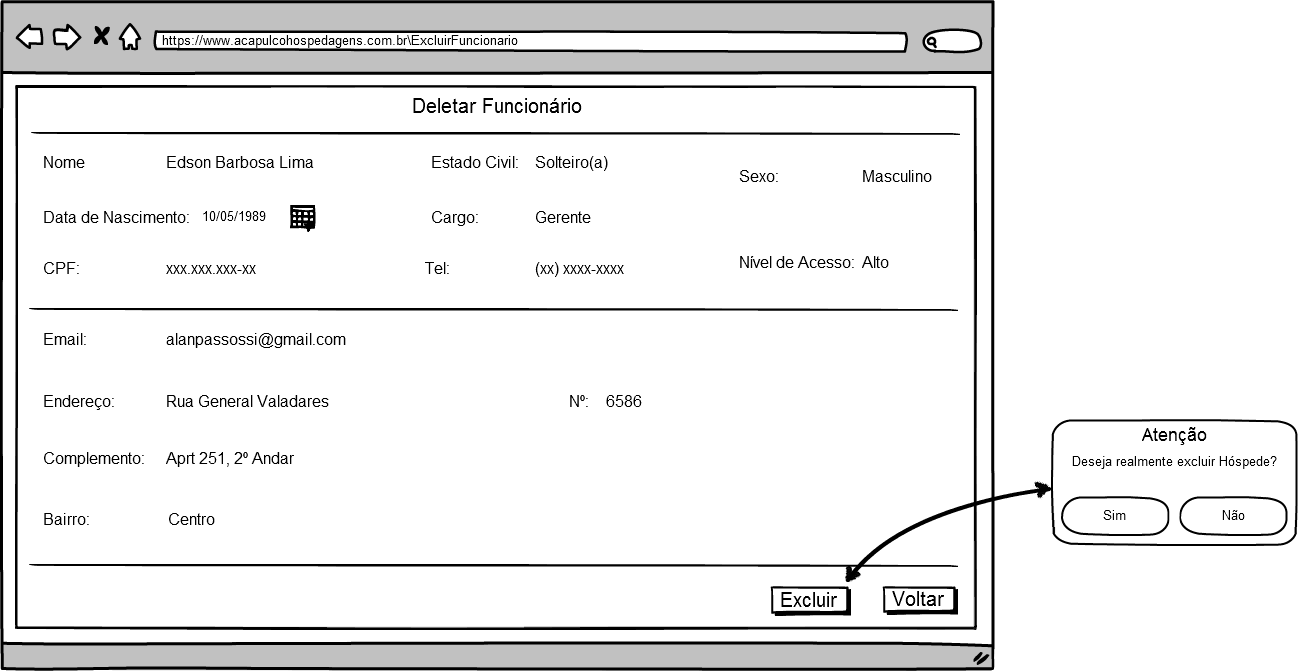 https://www.acapulcohospedagens.com.br\ExcluirFuncionario
Deletar Funcionário
Nome Edson Barbosa Lima Estado Civil: Solteiro(a)
Sexo: Masculino
Data de Nascimento: 10/05/1989 Cargo: Gerente
CPF: xxx.xxx.xxx-xx Tel: (xx) xxxx-xxxx
Nível de Acesso: Alto
Email: alanpassossi@gmail.com
Endereço: Rua General Valadares Nº: 6586
Complemento: Aprt 251, 2º Andar
Bairro: Centro
Excluir Voltar
Atenção
Deseja realmente excluir Hóspede?
Sim Não